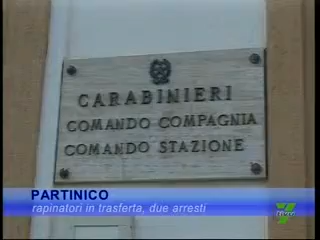 CARABINIERI
COMANDO COMPAGNIA
COMANDO STAZIONE
PARTINICO
rapinatori in trasferta, due arresti